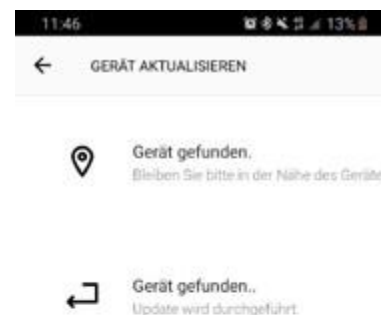 11:46
13%
GERÄT AKTUALISIEREN
Gerät gefunden.
Bleiben Sie bitte in der Nähe des Geräte
Gerät gefunden..
Update wird durchgeführt.